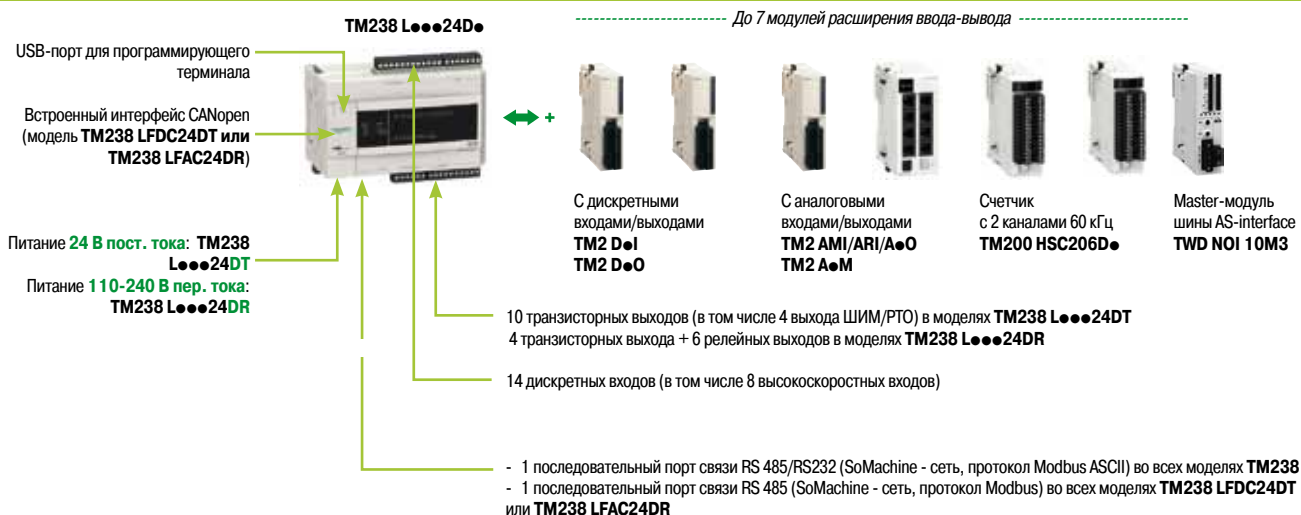 TM238 L●●●24D●
До 7 модулей расширения ввода-вывода
USB-порт для программирующего
терминала
Встроенный интерфейс CANopen
(модель TM238 LFDC24DT или
TM238 LFAC24DR)
+
С дискретными
входами/выходами
TM2 D●I
TM2 D●O
С аналоговыми
входами/выходами
TM2 AMI/ARI/A●O
TM2 A●M
Счетчик
с 2 каналами 60 кГц
TM200 HSC206D●
Master-модуль
шины AS-interface
TWD NOI 10M3
Питание 24 В пост. тока: TM238
L●●●24DT
Питание 110-240 В пер. тока:
TM238 L●●●24DR
10 транзисторных выходов (в том числе 4 выхода ШИМ/PTO) в моделях TM238 L●●●24DT
4 транзисторных выхода + 6 релейных выходов в моделях TM238 L●●●24DR
14 дискретных входов (в том числе 8 высокоскоростных входов)
- 1 последовательный порт связи RS 485/RS232 (SoMachine - сеть, протокол Modbus ASCII) во всех моделях TM238
- 1 последовательный порт связи RS 485 (SoMachine - сеть, протокол Modbus) во всех моделях TM238 LFDC24DT
или TM238 LFAC24DR